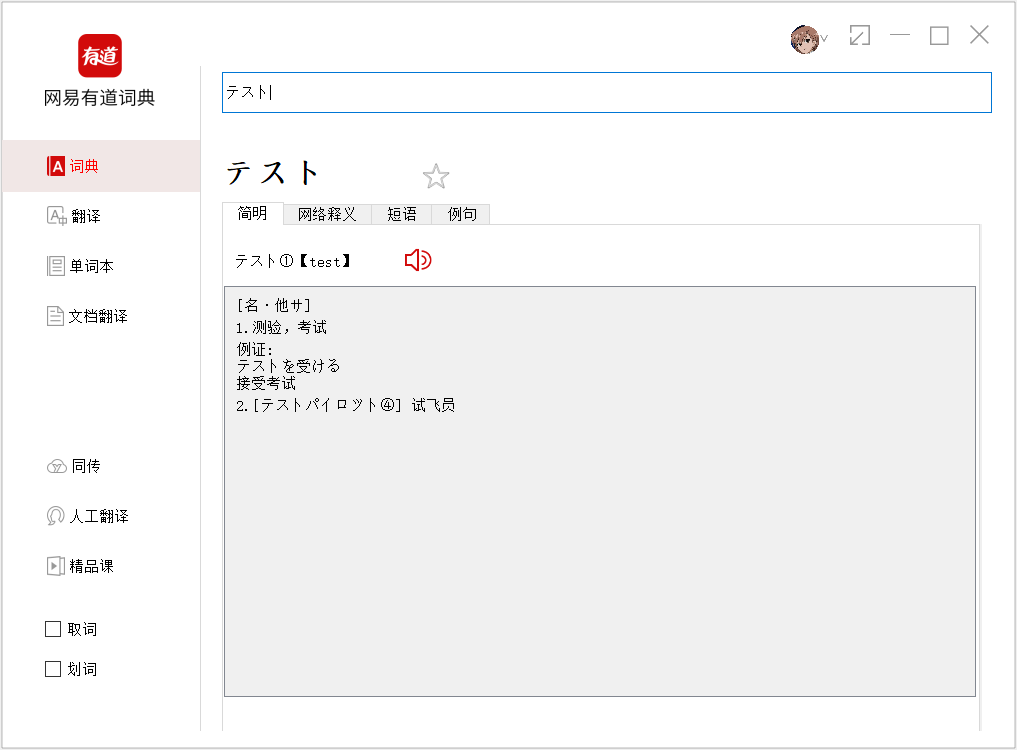 有道
网易有道词典
词典
翻译
单词本
文档翻译
同传
人工翻译
精品课
取词
划词
テスト
テスト
简明
网络释义
短语
例句
テスト①【test】
[名・他サ]
1.测验，考试
例证:
テストを受ける
接受考试
2.[テストパイロット④] 试飞员